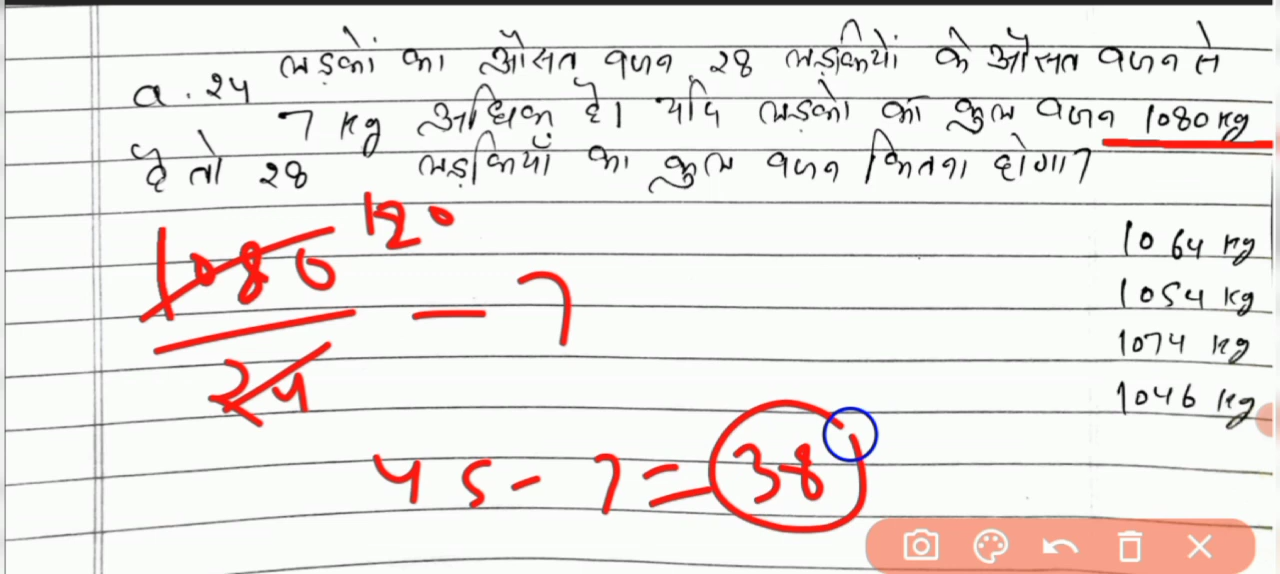 Q. 24 लड़कों का औसत वजन 28 लड़कियों के औसत वजन से
7 kg अधिक है। यदि लड़कों का कुल वजन 1080 kg
है तो 28 लड़कियों का कुल वजन कितना होगा?
1064 kg
1054 kg
1074 kg
1046 kg
1080 120
24
- 7
45 - 7 = 38